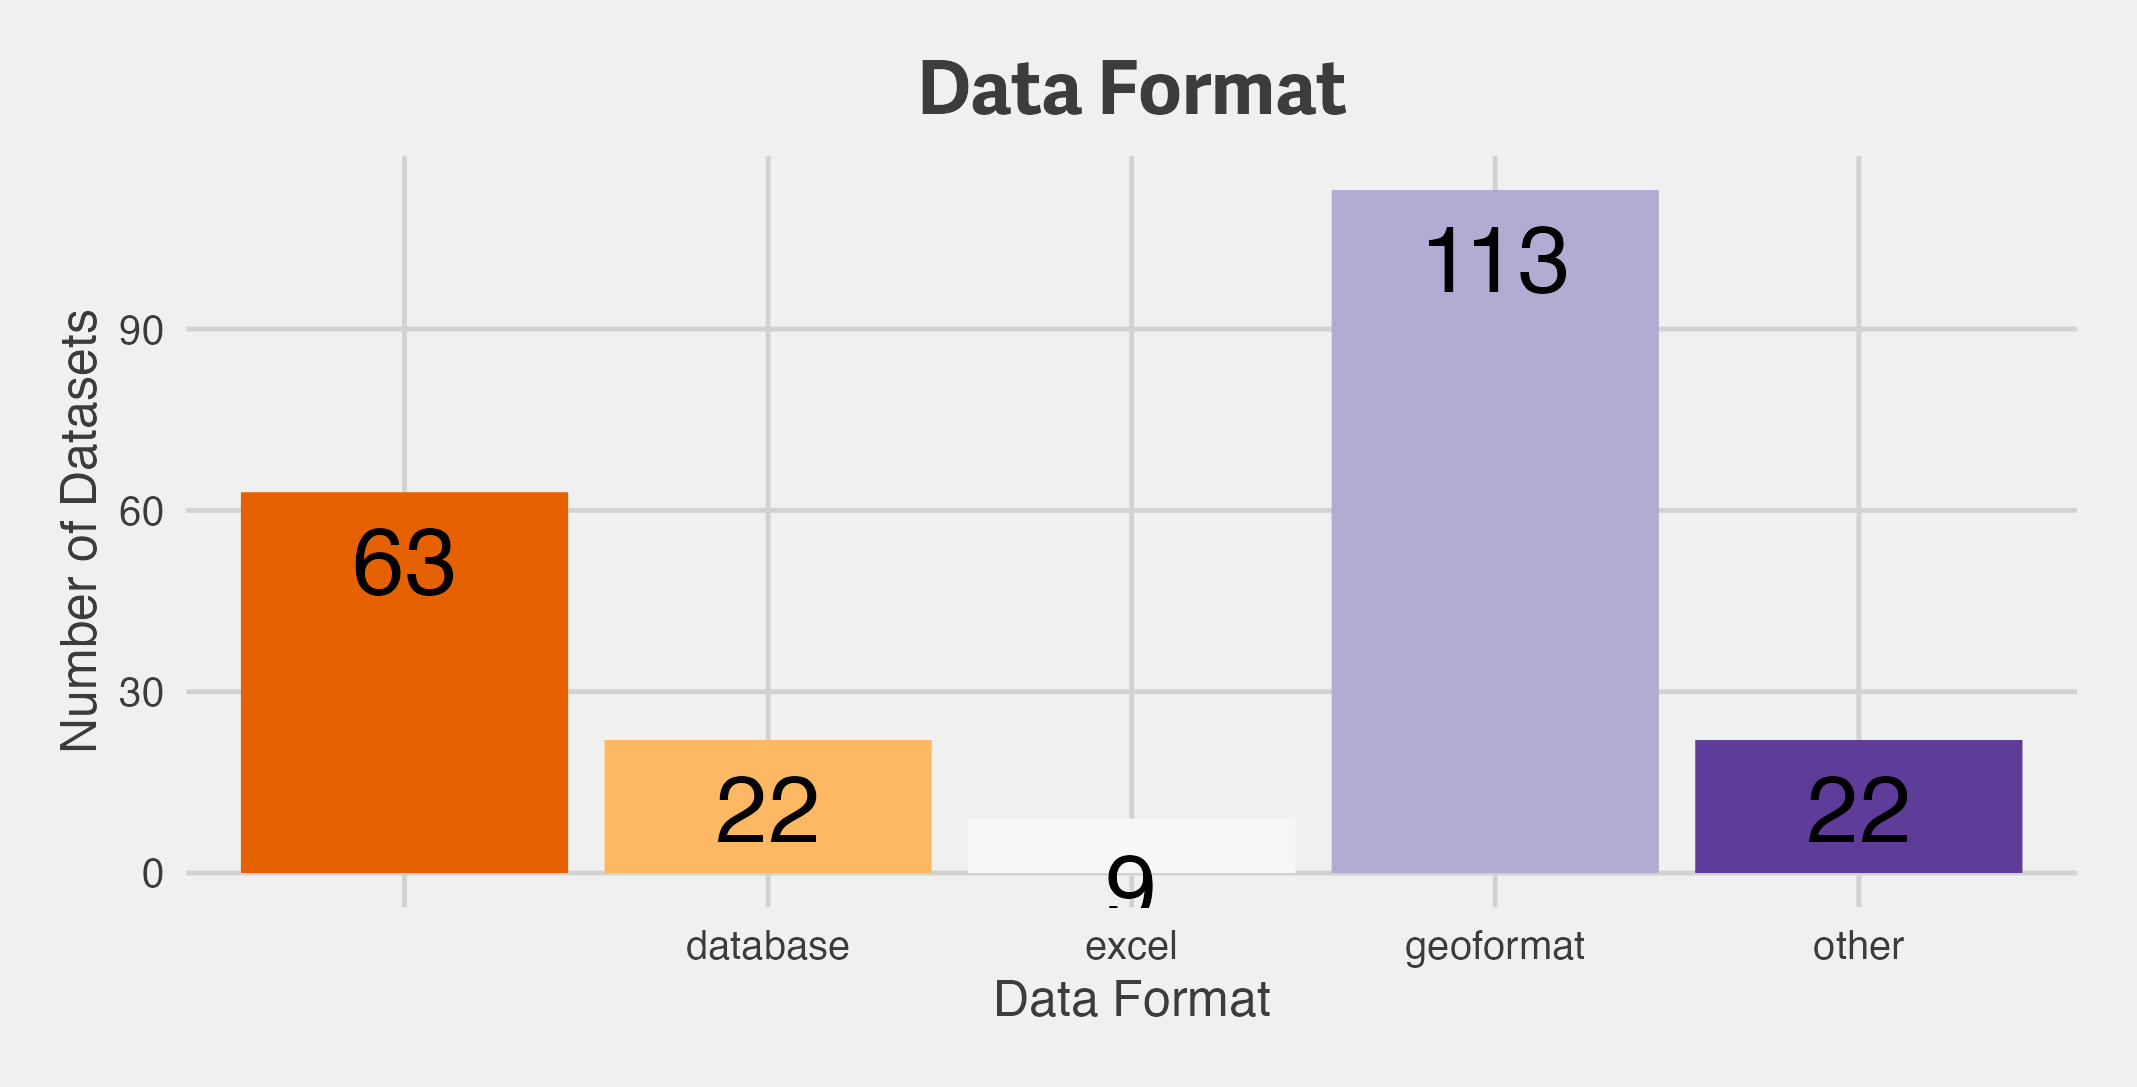 Data Format
Number of Datasets
90
60
30
0
63
22
9
113
22
database
excel
geoformat
other
Data Format